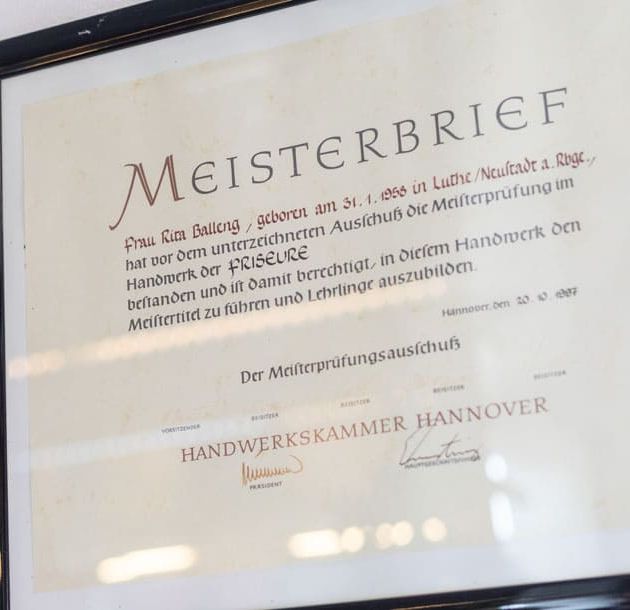 MEISTERBRIEF
Frau Rita Balleng, geboren am 31.1.1956 in Luthe/Neustadt a. Rbge.,
hat vor dem unterzeichneten Ausschuß die Meisterprüfung im
Handwerk der FRISEURE
bestanden und ist damit berechtigt, in diesem Handwerk den
Meistertitel zu führen und Lehrlinge auszubilden.
Hannover, den 20. 10. 1987
Der Meisterprüfungsausschuß
VORSITZENDER BEISITZER BEISITZER BEISITZER BEISITZER
HANDWERKSKAMMER HANNOVER
PRÄSIDENT HAUPTGESCHÄFTSFÜHRER